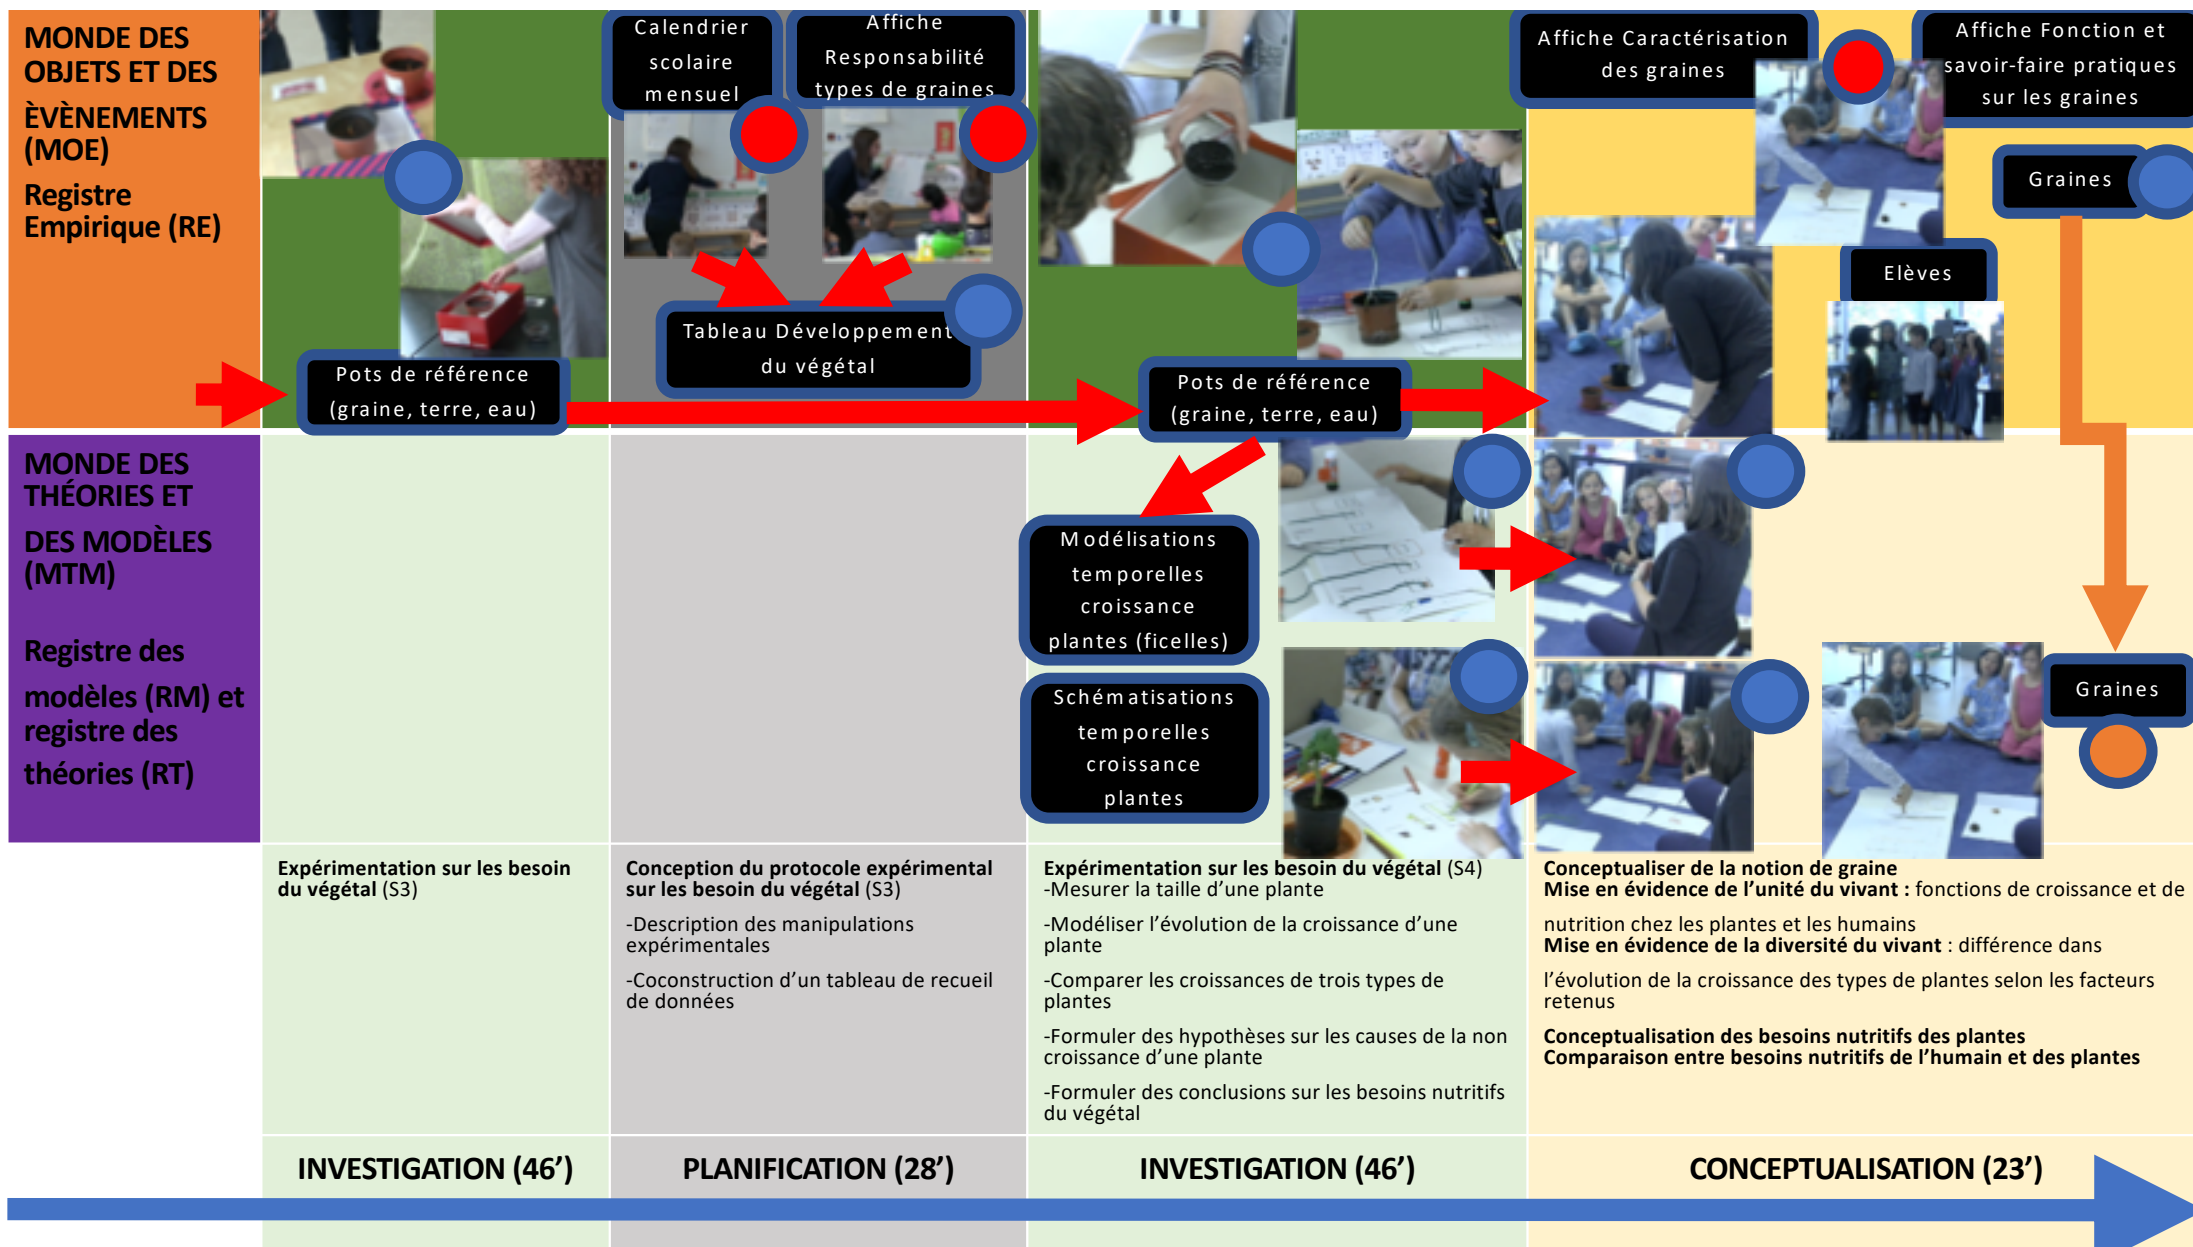 MONDE DES
OBJETS ET DES
ÈVÈNEMENTS
(MOE)
Registre
Empirique (RE)
Calendrier
scolaire
mensuel
Affiche
Responsabilité
types de graines
Affiche Caractérisation
des graines
Affiche Fonction et
savoir-faire pratiques
sur les graines
Graines
Elèves
Tableau Développement
du végétal
Pots de référence
(graine, terre, eau)
Pots de référence
(graine, terre, eau)
MONDE DES
THÉORIES ET
DES MODÈLES
(MTM)
Registre des
modèles (RM) et
registre des
théories (RT)
Modélisations
temporelles
croissance
plantes (ficelles)
Schématisations
temporelles
croissance
plantes
Graines
Expérimentation sur les besoin
du végétal (S3)
Conception du protocole expérimental
sur les besoin du végétal (S3)
-Description des manipulations
expérimentales
-Coconstruction d’un tableau de recueil
de données
Expérimentation sur les besoin du végétal (S4)
-Mesurer la taille d’une plante
-Modéliser l’évolution de la croissance d’une
plante
-Comparer les croissances de trois types de
plantes
-Formuler des hypothèses sur les causes de la non
croissance d’une plante
-Formuler des conclusions sur les besoins nutritifs
du végétal
Conceptualiser de la notion de graine
Mise en évidence de l’unité du vivant : fonctions de croissance et de
nutrition chez les plantes et les humains
Mise en évidence de la diversité du vivant : différence dans
l’évolution de la croissance des types de plantes selon les facteurs
retenus
Conceptualisation des besoins nutritifs des plantes
Comparaison entre besoins nutritifs de l’humain et des plantes
INVESTIGATION (46’)
PLANIFICATION (28’)
INVESTIGATION (46’)
CONCEPTUALISATION (23’)